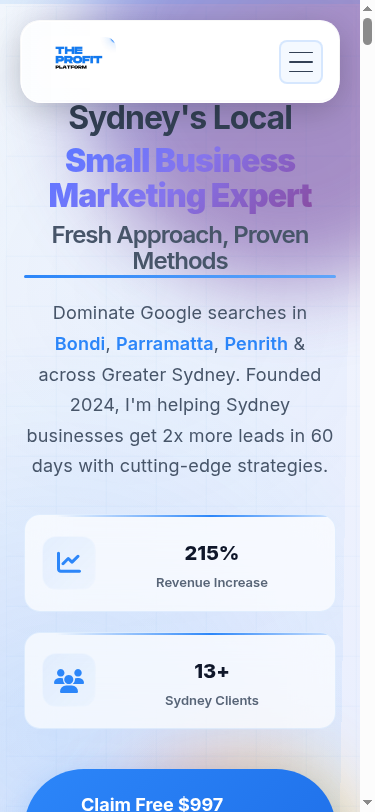 THE
PROFIT
PLATFORM
Sydney's Local
Small Business
Marketing Expert
Fresh Approach, Proven
Methods
Dominate Google searches in
Bondi, Parramatta, Penrith &
across Greater Sydney. Founded
2024, I'm helping Sydney
businesses get 2x more leads in 60
days with cutting-edge strategies.
215%
Revenue Increase
13+
Sydney Clients
Claim Free $997